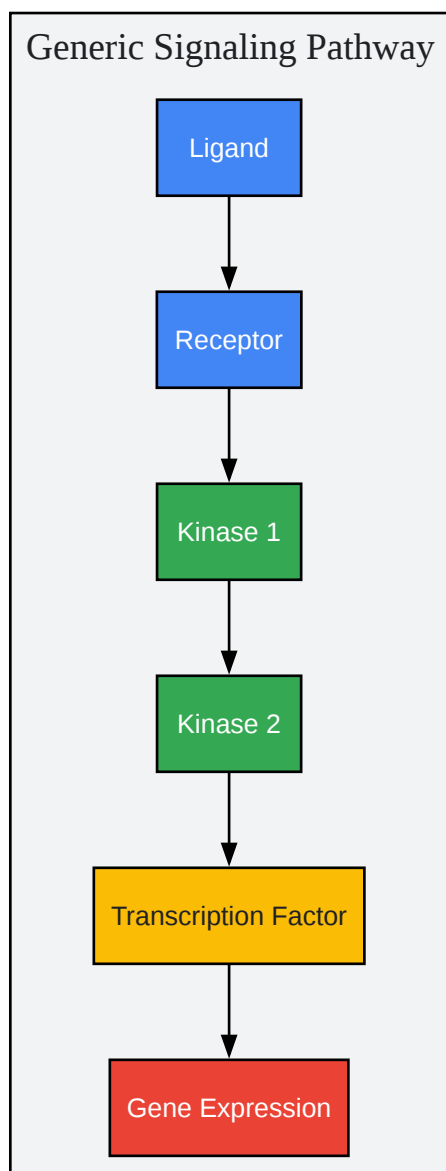 Generic Signaling Pathway
Ligand
Receptor
Kinase 1
Kinase 2
Transcription Factor
Gene Expression